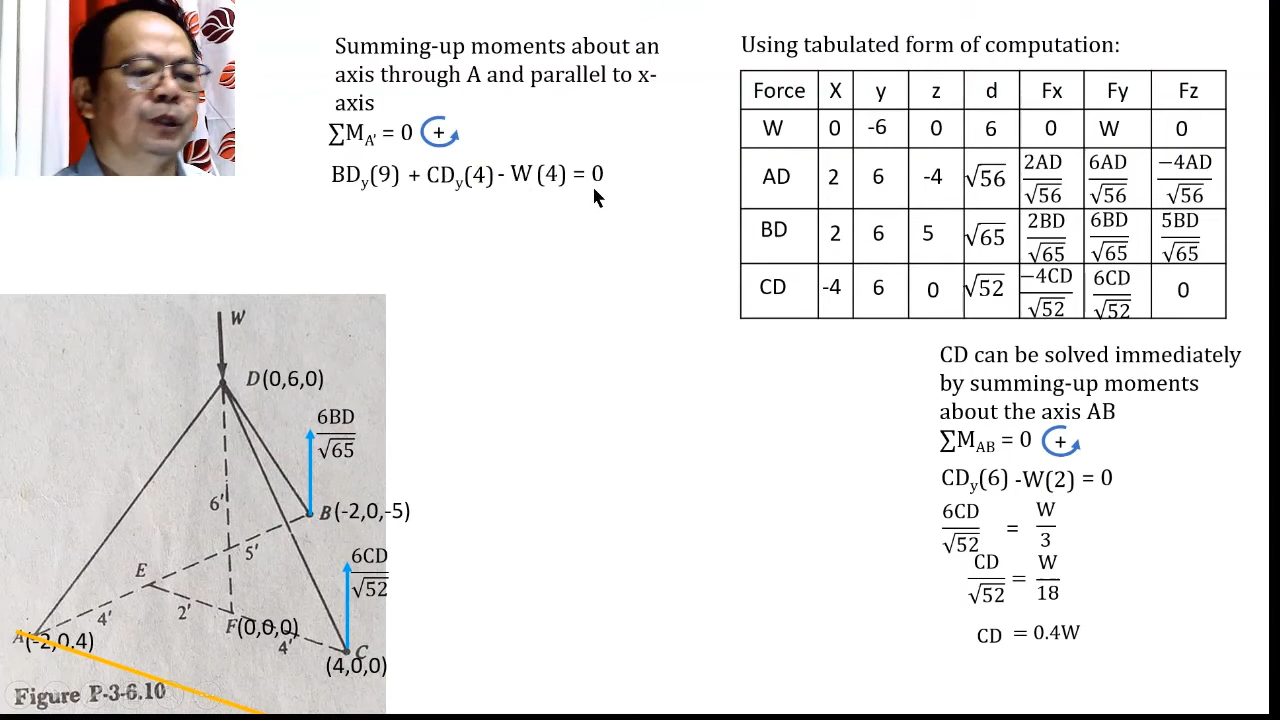 Summing-up moments about an
axis through A and parallel to x-
axis
∑M_A' = 0 +
BD_y(9) + CD_y(4) - W (4) = 0
Using tabulated form of computation:
Force X y z d Fx Fy Fz
W 0 -6 0 6 0 W 0
AD 2 6 -4 √56 2AD/√56 6AD/√56 −4AD/√56
BD 2 6 5 √65 2BD/√65 6BD/√65 5BD/√65
CD -4 6 0 √52 −4CD/√52 6CD/√52 0
CD can be solved immediately
by summing-up moments
about the axis AB
∑M_AB = 0 +
CD_y(6) -W(2) = 0
6CD/√52 = W/3
CD/√52 = W/18
CD = 0.4W
W
D(0,6,0)
6BD/√65
6'
B(-2,0,-5)
5'
6CD/√52
E
4'
2'
F(0,0,0)
A(-2,0.4)
4'
C
(4,0,0)
Figure P-3-6.10